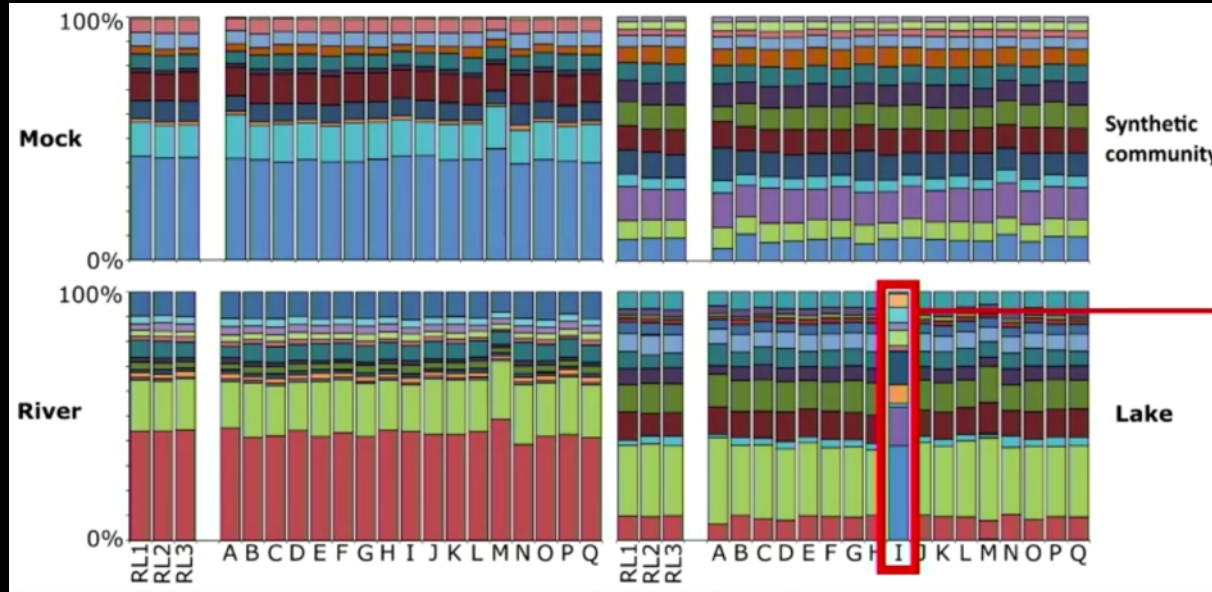 100%
Mock
0%
Synthetic
community
100%
River
0%
Lake
RL1 RL2 RL3 A B C D E F G H I J K L M N O P Q
RL1 RL2 RL3 A B C D E F G H I J K L M N O P Q